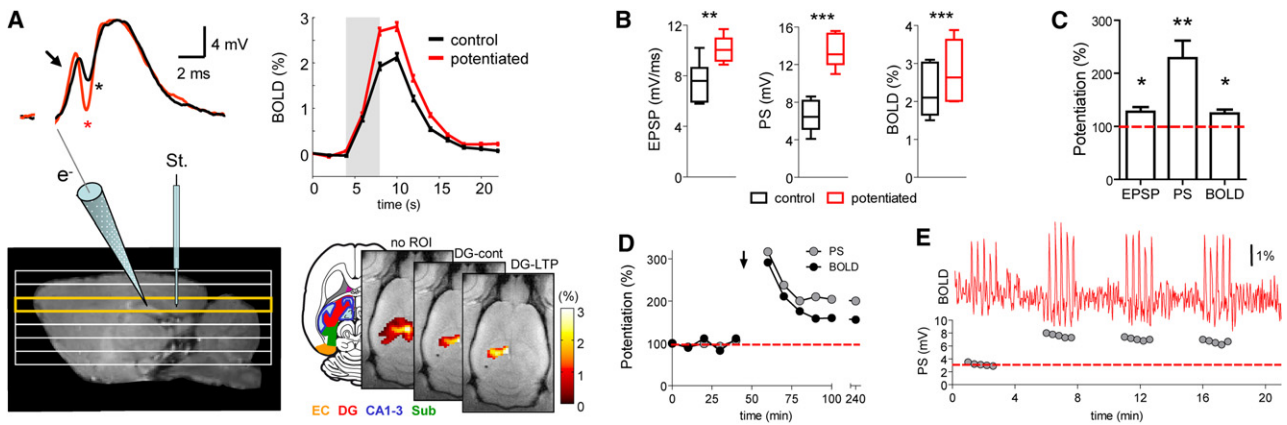 A
4 mV
2 ms
*
*
e-
St.
BOLD (%)
3
2
1
0
control
potentiated
0 5 10 15 20
time (s)
no ROI
DG-cont
DG-LTP
(%)
3
2
1
0
EC DG CA1-3 Sub
B
**
EPSP (mV/ms)
12
8
4
0
***
PS (mV)
16
12
8
4
0
***
BOLD (%)
4
3
2
1
0
control potentiated
C
Potentiation (%)
300
200
100
0
* ** *
EPSP PS BOLD
D
Potentiation (%)
300
200
100
0
PS
BOLD
0 25 50 75 100 240
time (min)
E
BOLD
1%
PS (mV)
10
8
6
4
2
0
0 4 8 12 16 20
time (min)